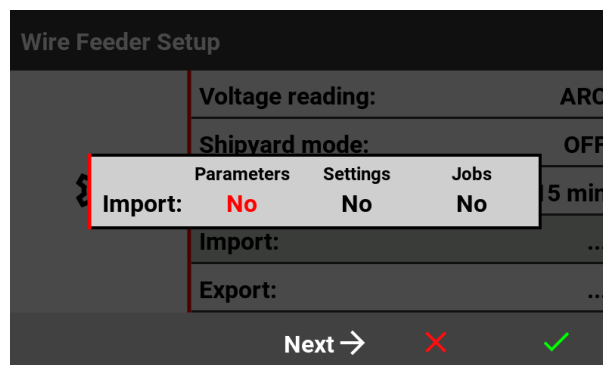 Wire Feeder Setup
Voltage reading: ARC
Shipyard mode: OFF
15 min
Parameters Settings Jobs
Import: No No No
Import: ...
Export: ...
Next